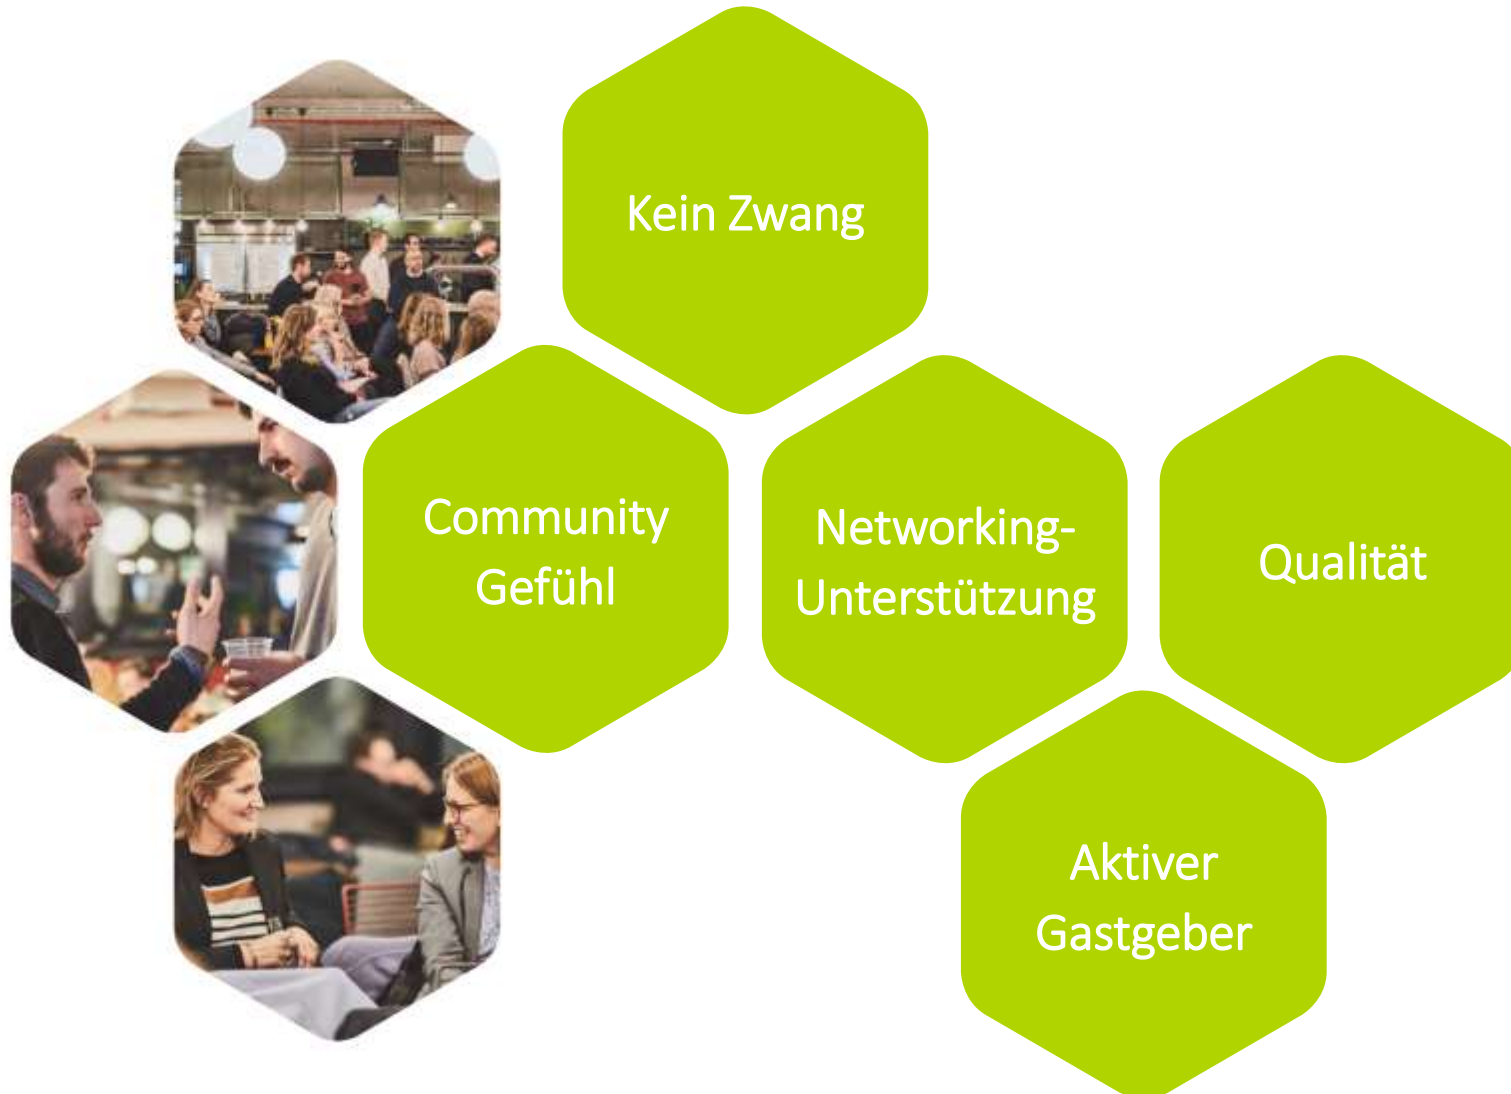 Kein Zwang
Community
Gefühl
Networking-
Unterstützung
Qualität
Aktiver
Gastgeber